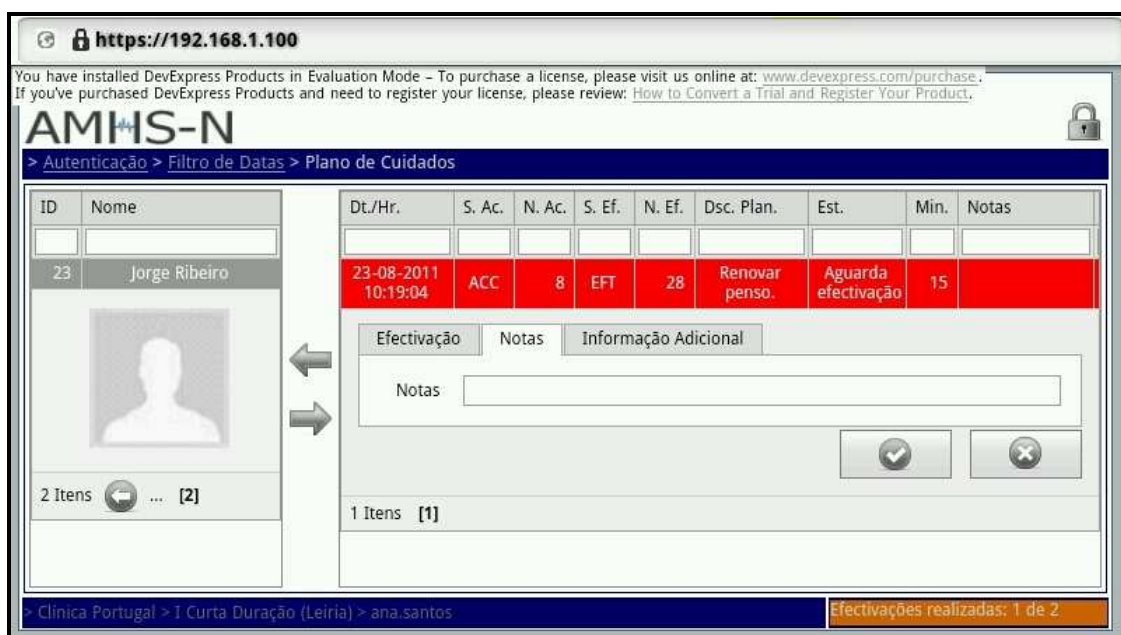 https://192.168.1.100
You have installed DevExpress Products in Evaluation Mode – To purchase a license, please visit us online at: www.devexpress.com/purchase.
If you've purchased DevExpress Products and need to register your license, please review: How to Convert a Trial and Register Your Product.
AMHS-N
> Autenticação > Filtro de Datas > Plano de Cuidados
ID Nome
23 Jorge Ribeiro
2 Itens ... [2]
Dt./Hr. S. Ac. N. Ac. S. Ef. N. Ef. Dsc. Plan. Est. Min. Notas
23-08-2011 10:19:04 ACC 8 EFT 28 Renovar penso. Aguarda efectivação 15
Efectivação Notas Informação Adicional
Notas
1 Itens [1]
> Clínica Portugal > I Curta Duração (Leiria) > ana.santos
Efectivações realizadas: 1 de 2